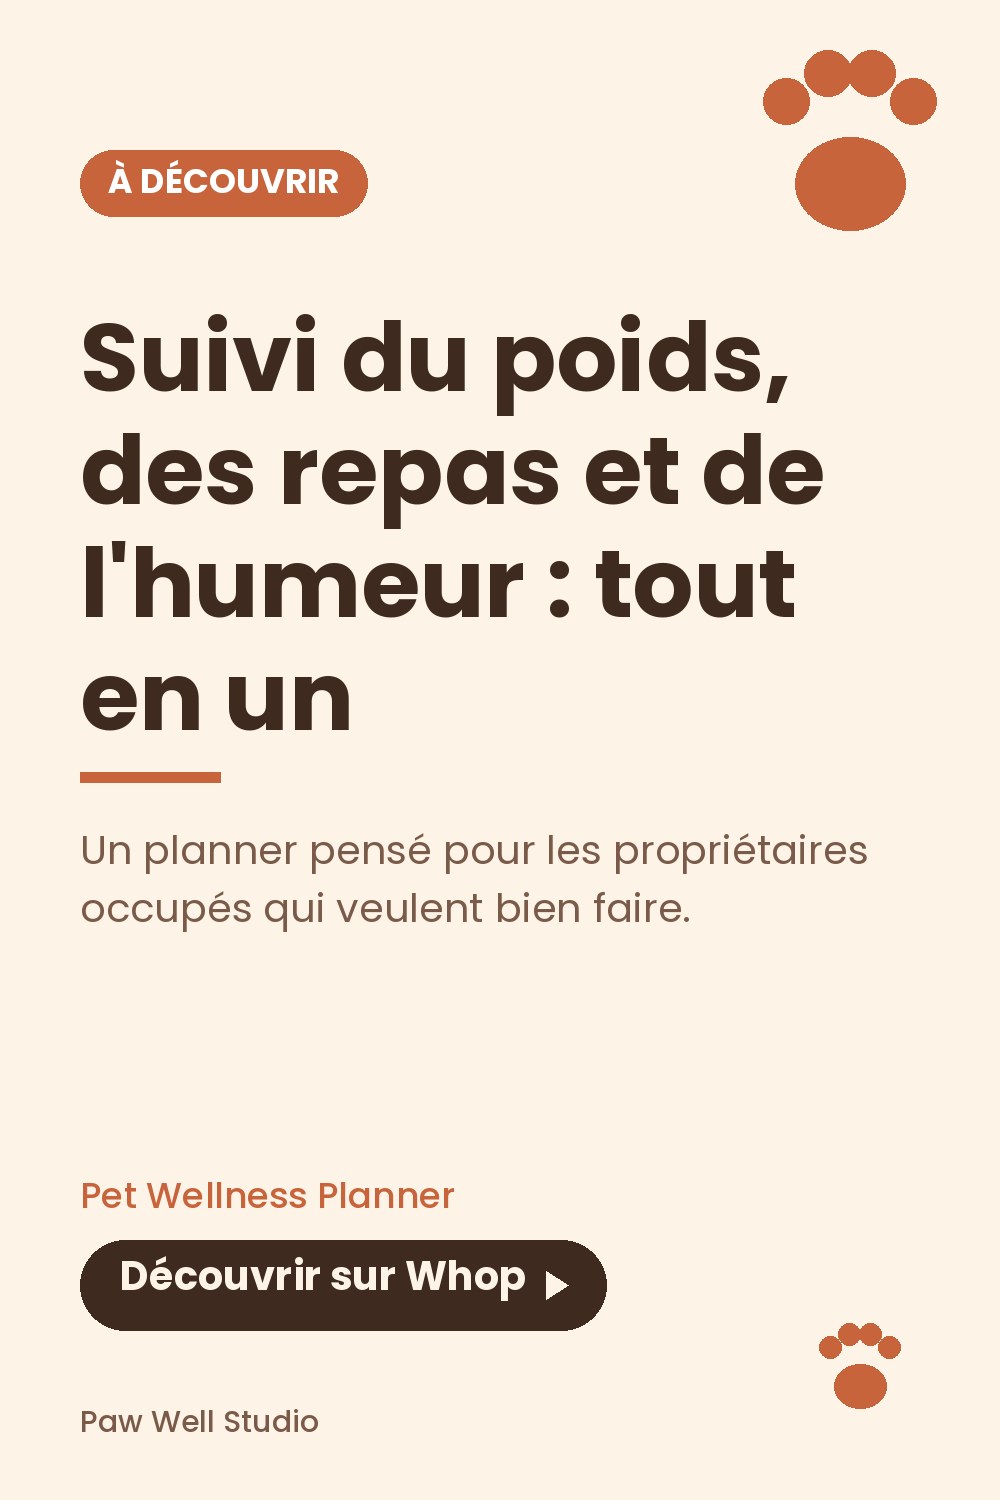 À DÉCOUVRIR
Suivi du poids,
des repas et de
l'humeur : tout
en un
Un planner pensé pour les propriétaires
occupés qui veulent bien faire.
Pet Wellness Planner
Découvrir sur Whop
Paw Well Studio